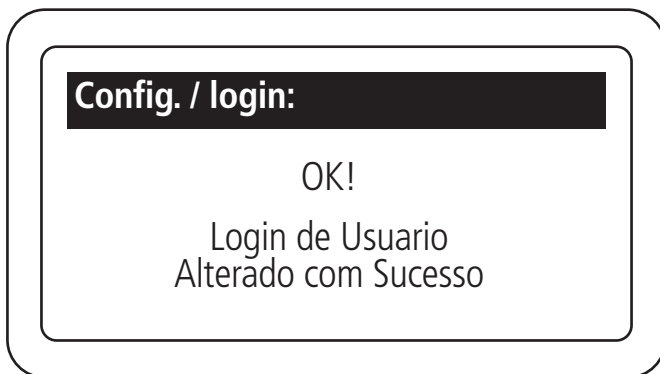 Config. / login:
OK!
Login de Usuario
Alterado com Sucesso